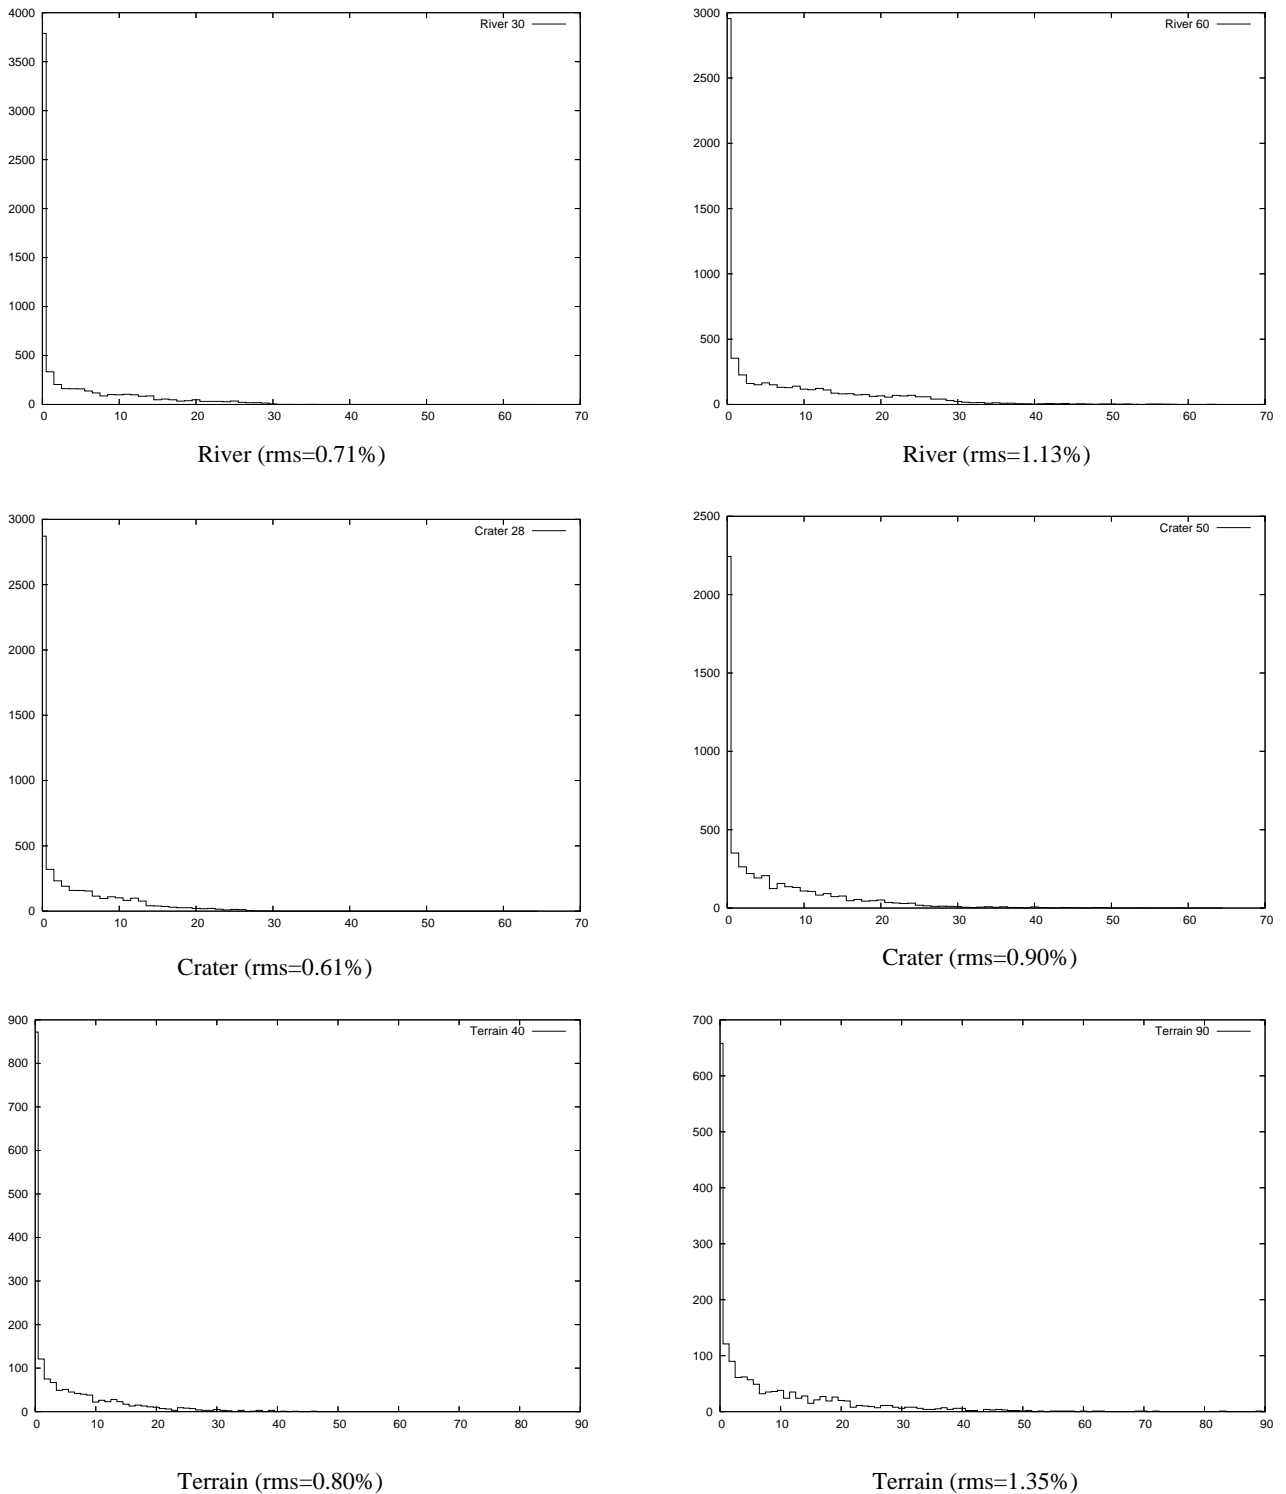 4000
3500
3000
2500
2000
1500
1000
500
0
0 10 20 30 40 50 60 70
River 30
River (rms=0.71%)
3000
2500
2000
1500
1000
500
0
0 10 20 30 40 50 60 70
River 60
River (rms=1.13%)
3000
2500
2000
1500
1000
500
0
0 10 20 30 40 50 60 70
Crater 28
Crater (rms=0.61%)
2500
2000
1500
1000
500
0
0 10 20 30 40 50 60 70
Crater 50
Crater (rms=0.90%)
900
800
700
600
500
400
300
200
100
0
0 10 20 30 40 50 60 70 80 90
Terrain 40
Terrain (rms=0.80%)
700
600
500
400
300
200
100
0
0 10 20 30 40 50 60 70 80 90
Terrain 90
Terrain (rms=1.35%)